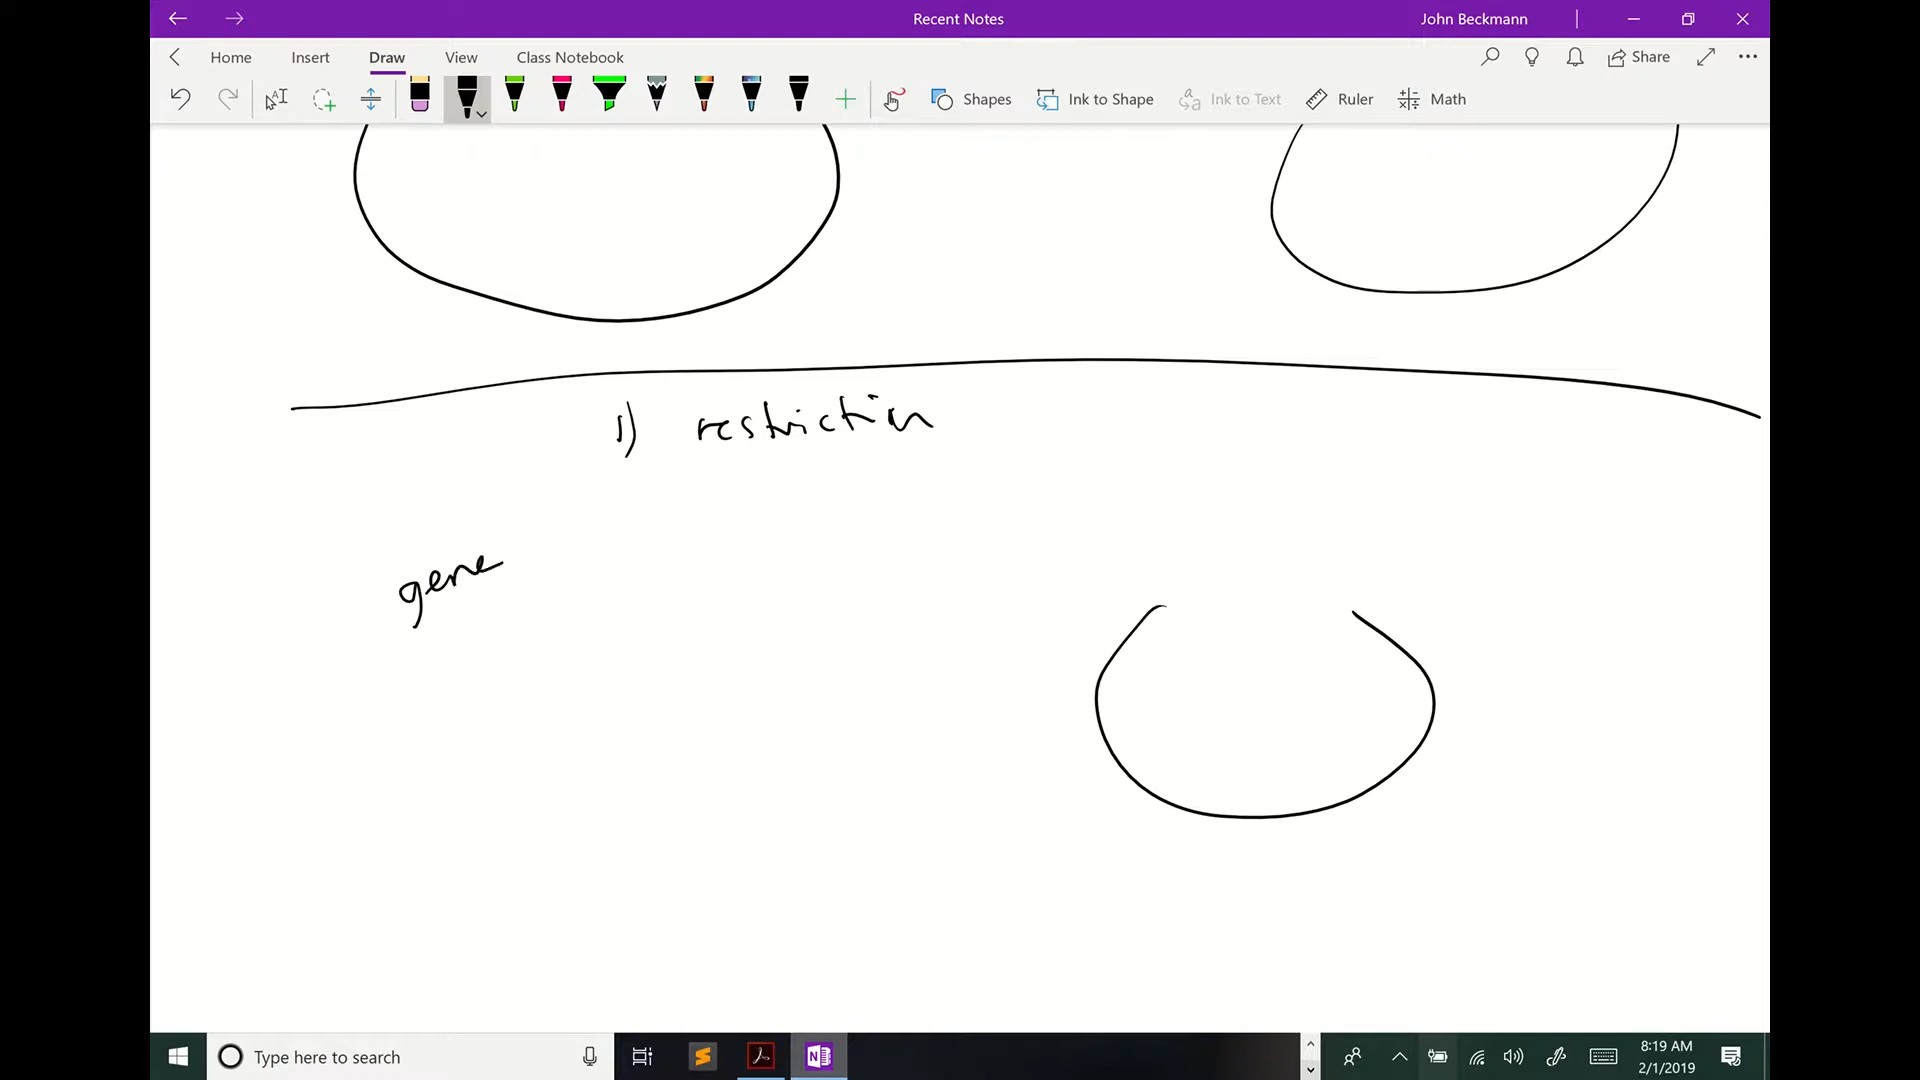 Recent Notes
John Beckmann
Home Insert Draw View Class Notebook
Share
Shapes Ink to Shape Ink to Text Ruler Math
1) restriction
gene
Type here to search
8:19 AM
2/1/2019